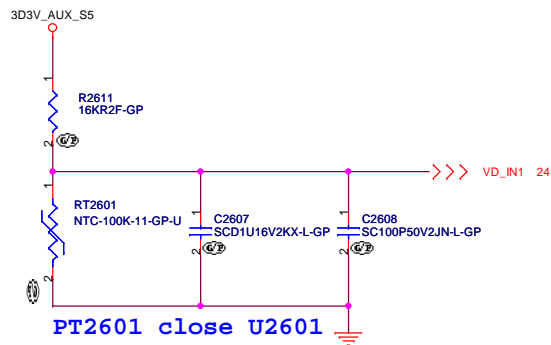 3D3V_AUX_S5
1
R2611
16KR2F-GP
2 G/P
VD_IN1 24
1
RT2601
NTC-100K-11-GP-U
2
1
C2607
SCD1U16V2KX-L-GP
2 G/P
1
C2608
SC100P50V2JN-L-GP
2 G/P
PT2601 close U2601